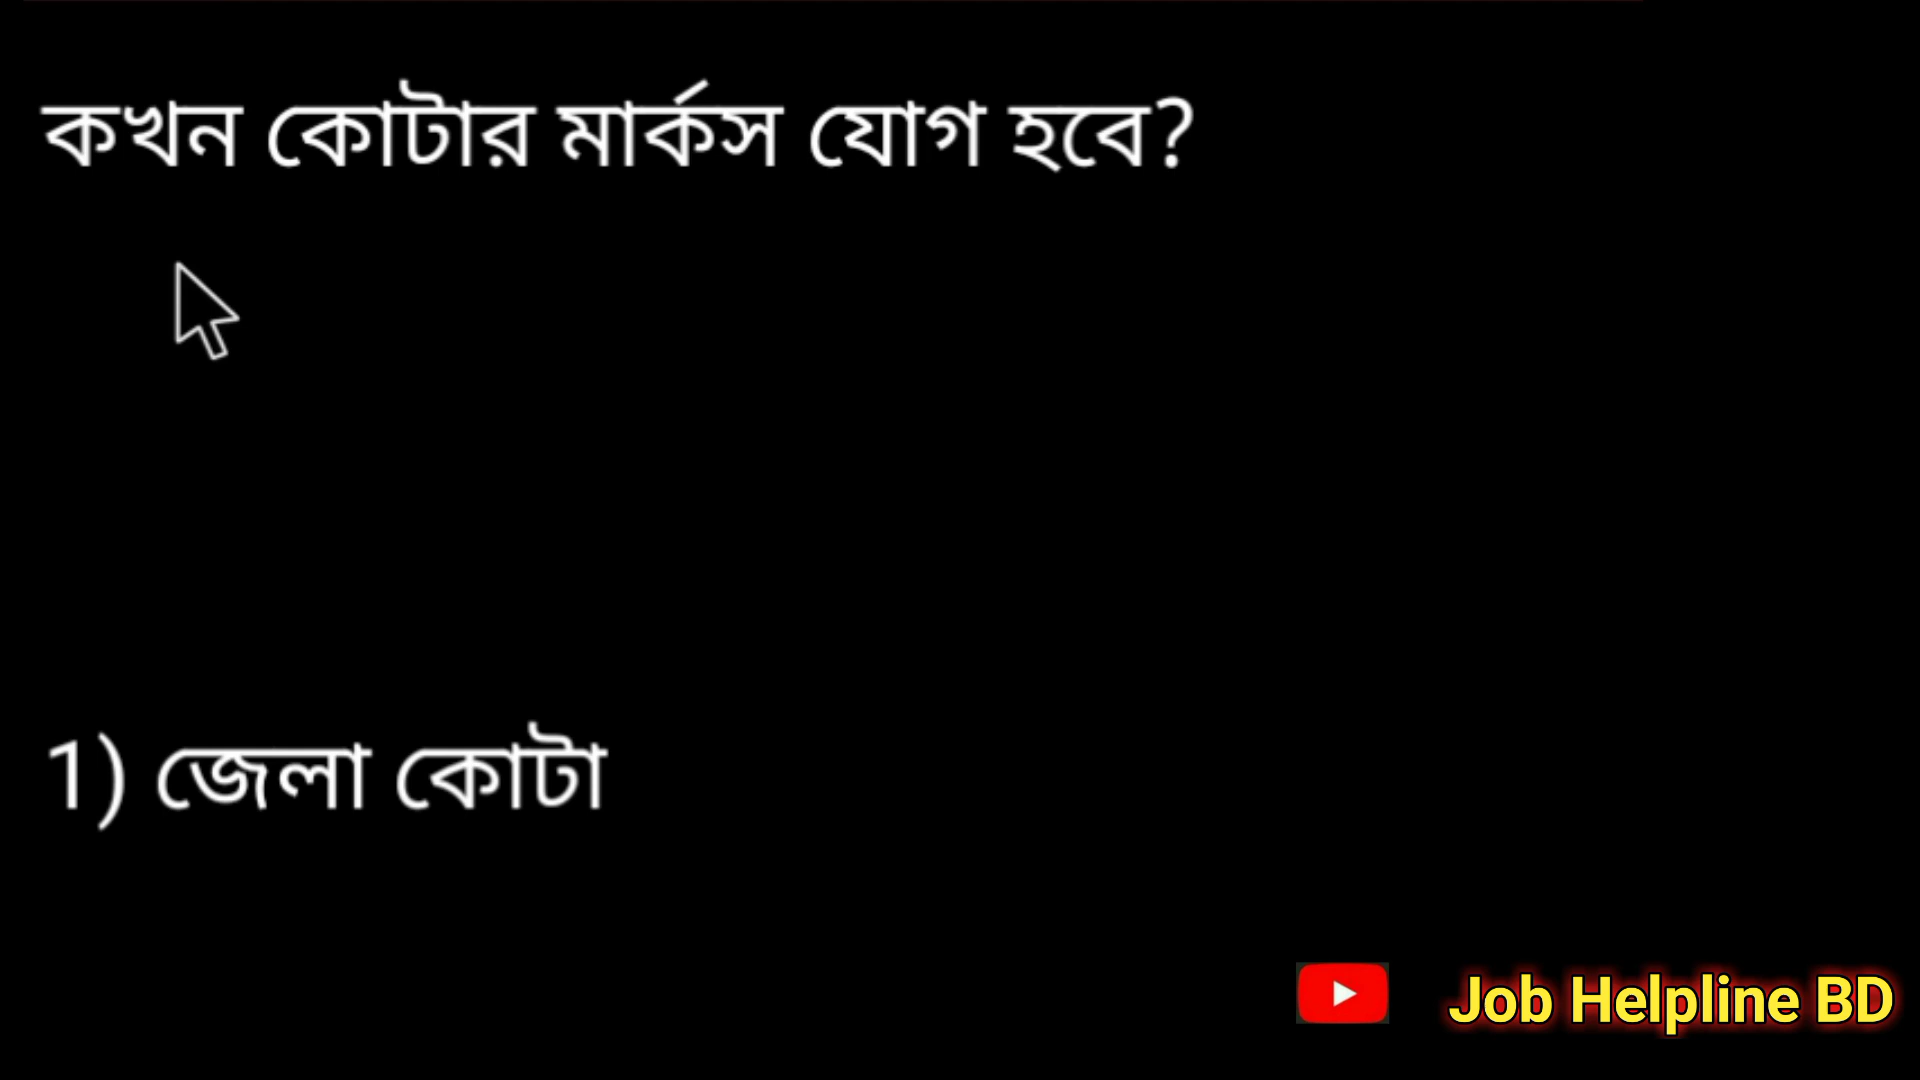 কখন কোটার মার্কস যোগ হবে?
1) জেলা কোটা
Job Helpline BD